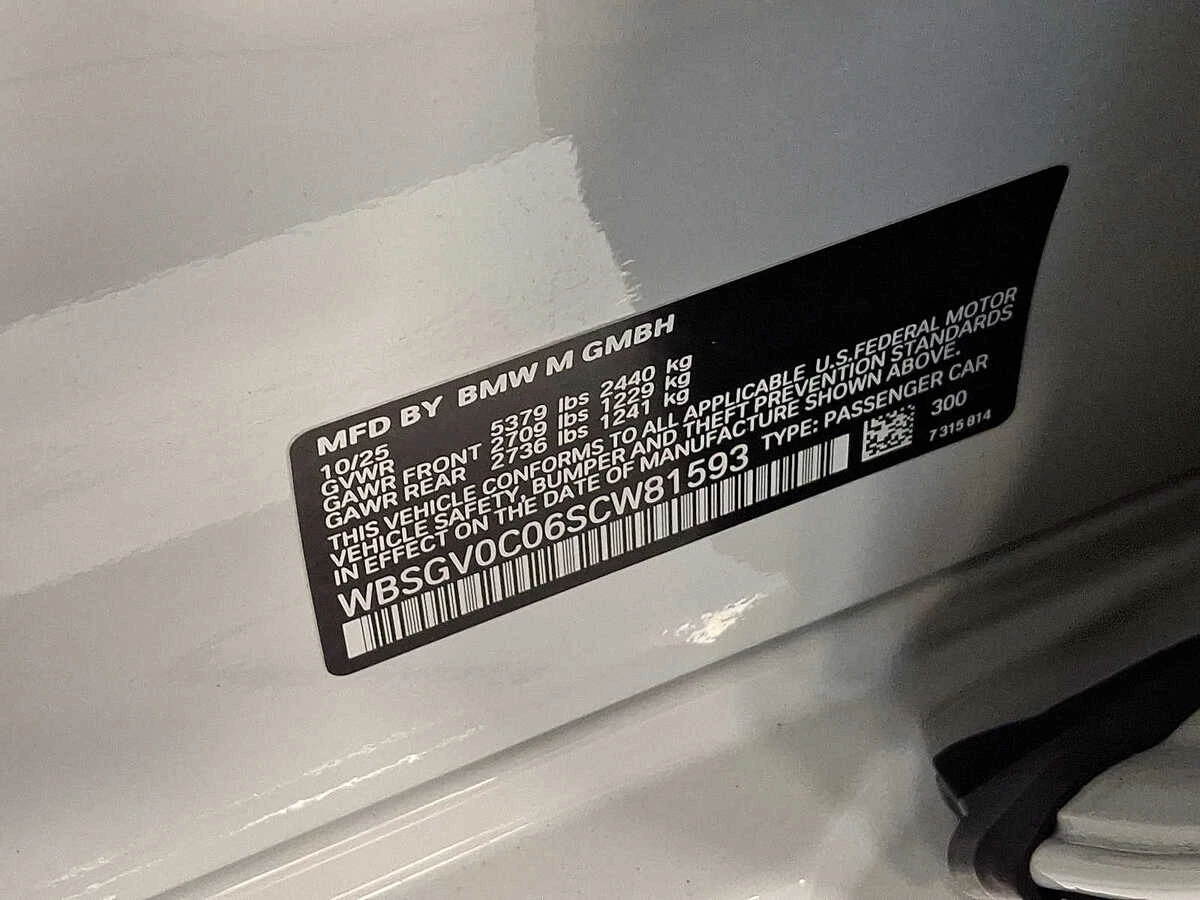 MFD BY BMW M GMBH
10/25
GVWR 5379 lbs 2440 kg
GAWR FRONT 2709 lbs 1229 kg
GAWR REAR 2736 lbs 1241 kg
THIS VEHICLE CONFORMS TO ALL APPLICABLE U.S.FEDERAL MOTOR
VEHICLE SAFETY, BUMPER AND THEFT PREVENTION STANDARDS
IN EFFECT ON THE DATE OF MANUFACTURE SHOWN ABOVE.
WBSGV0C06SCW81593 TYPE: PASSENGER CAR
300
7 315 814